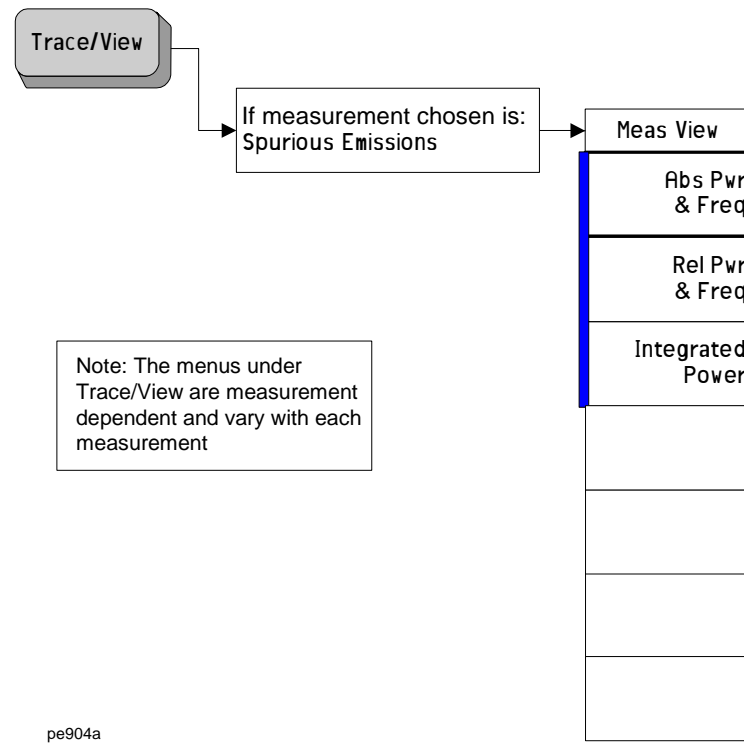 Trace/View
If measurement chosen is:
Spurious Emissions
Meas View
Abs Pwr
& Freq
Rel Pwr
& Freq
Integrated
Power
Note: The menus under
Trace/View are measurement
dependent and vary with each
measurement
pe904a